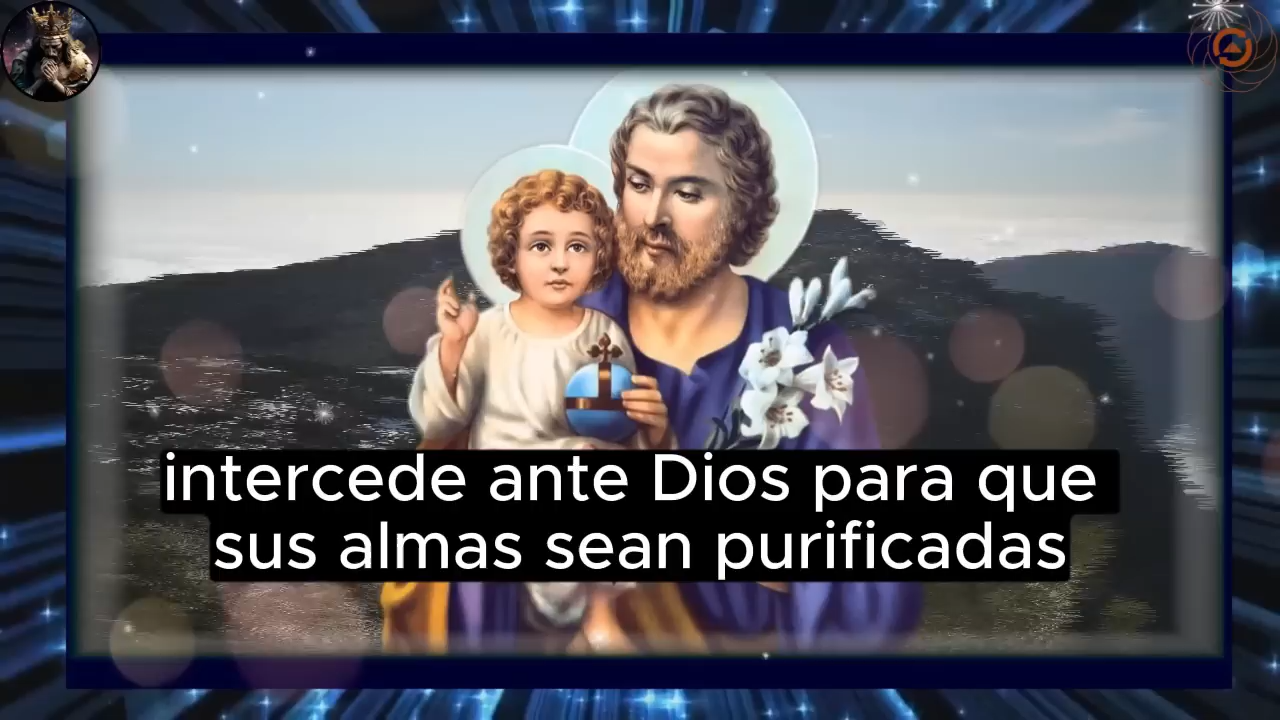 intercede ante Dios para que
sus almas sean purificadas